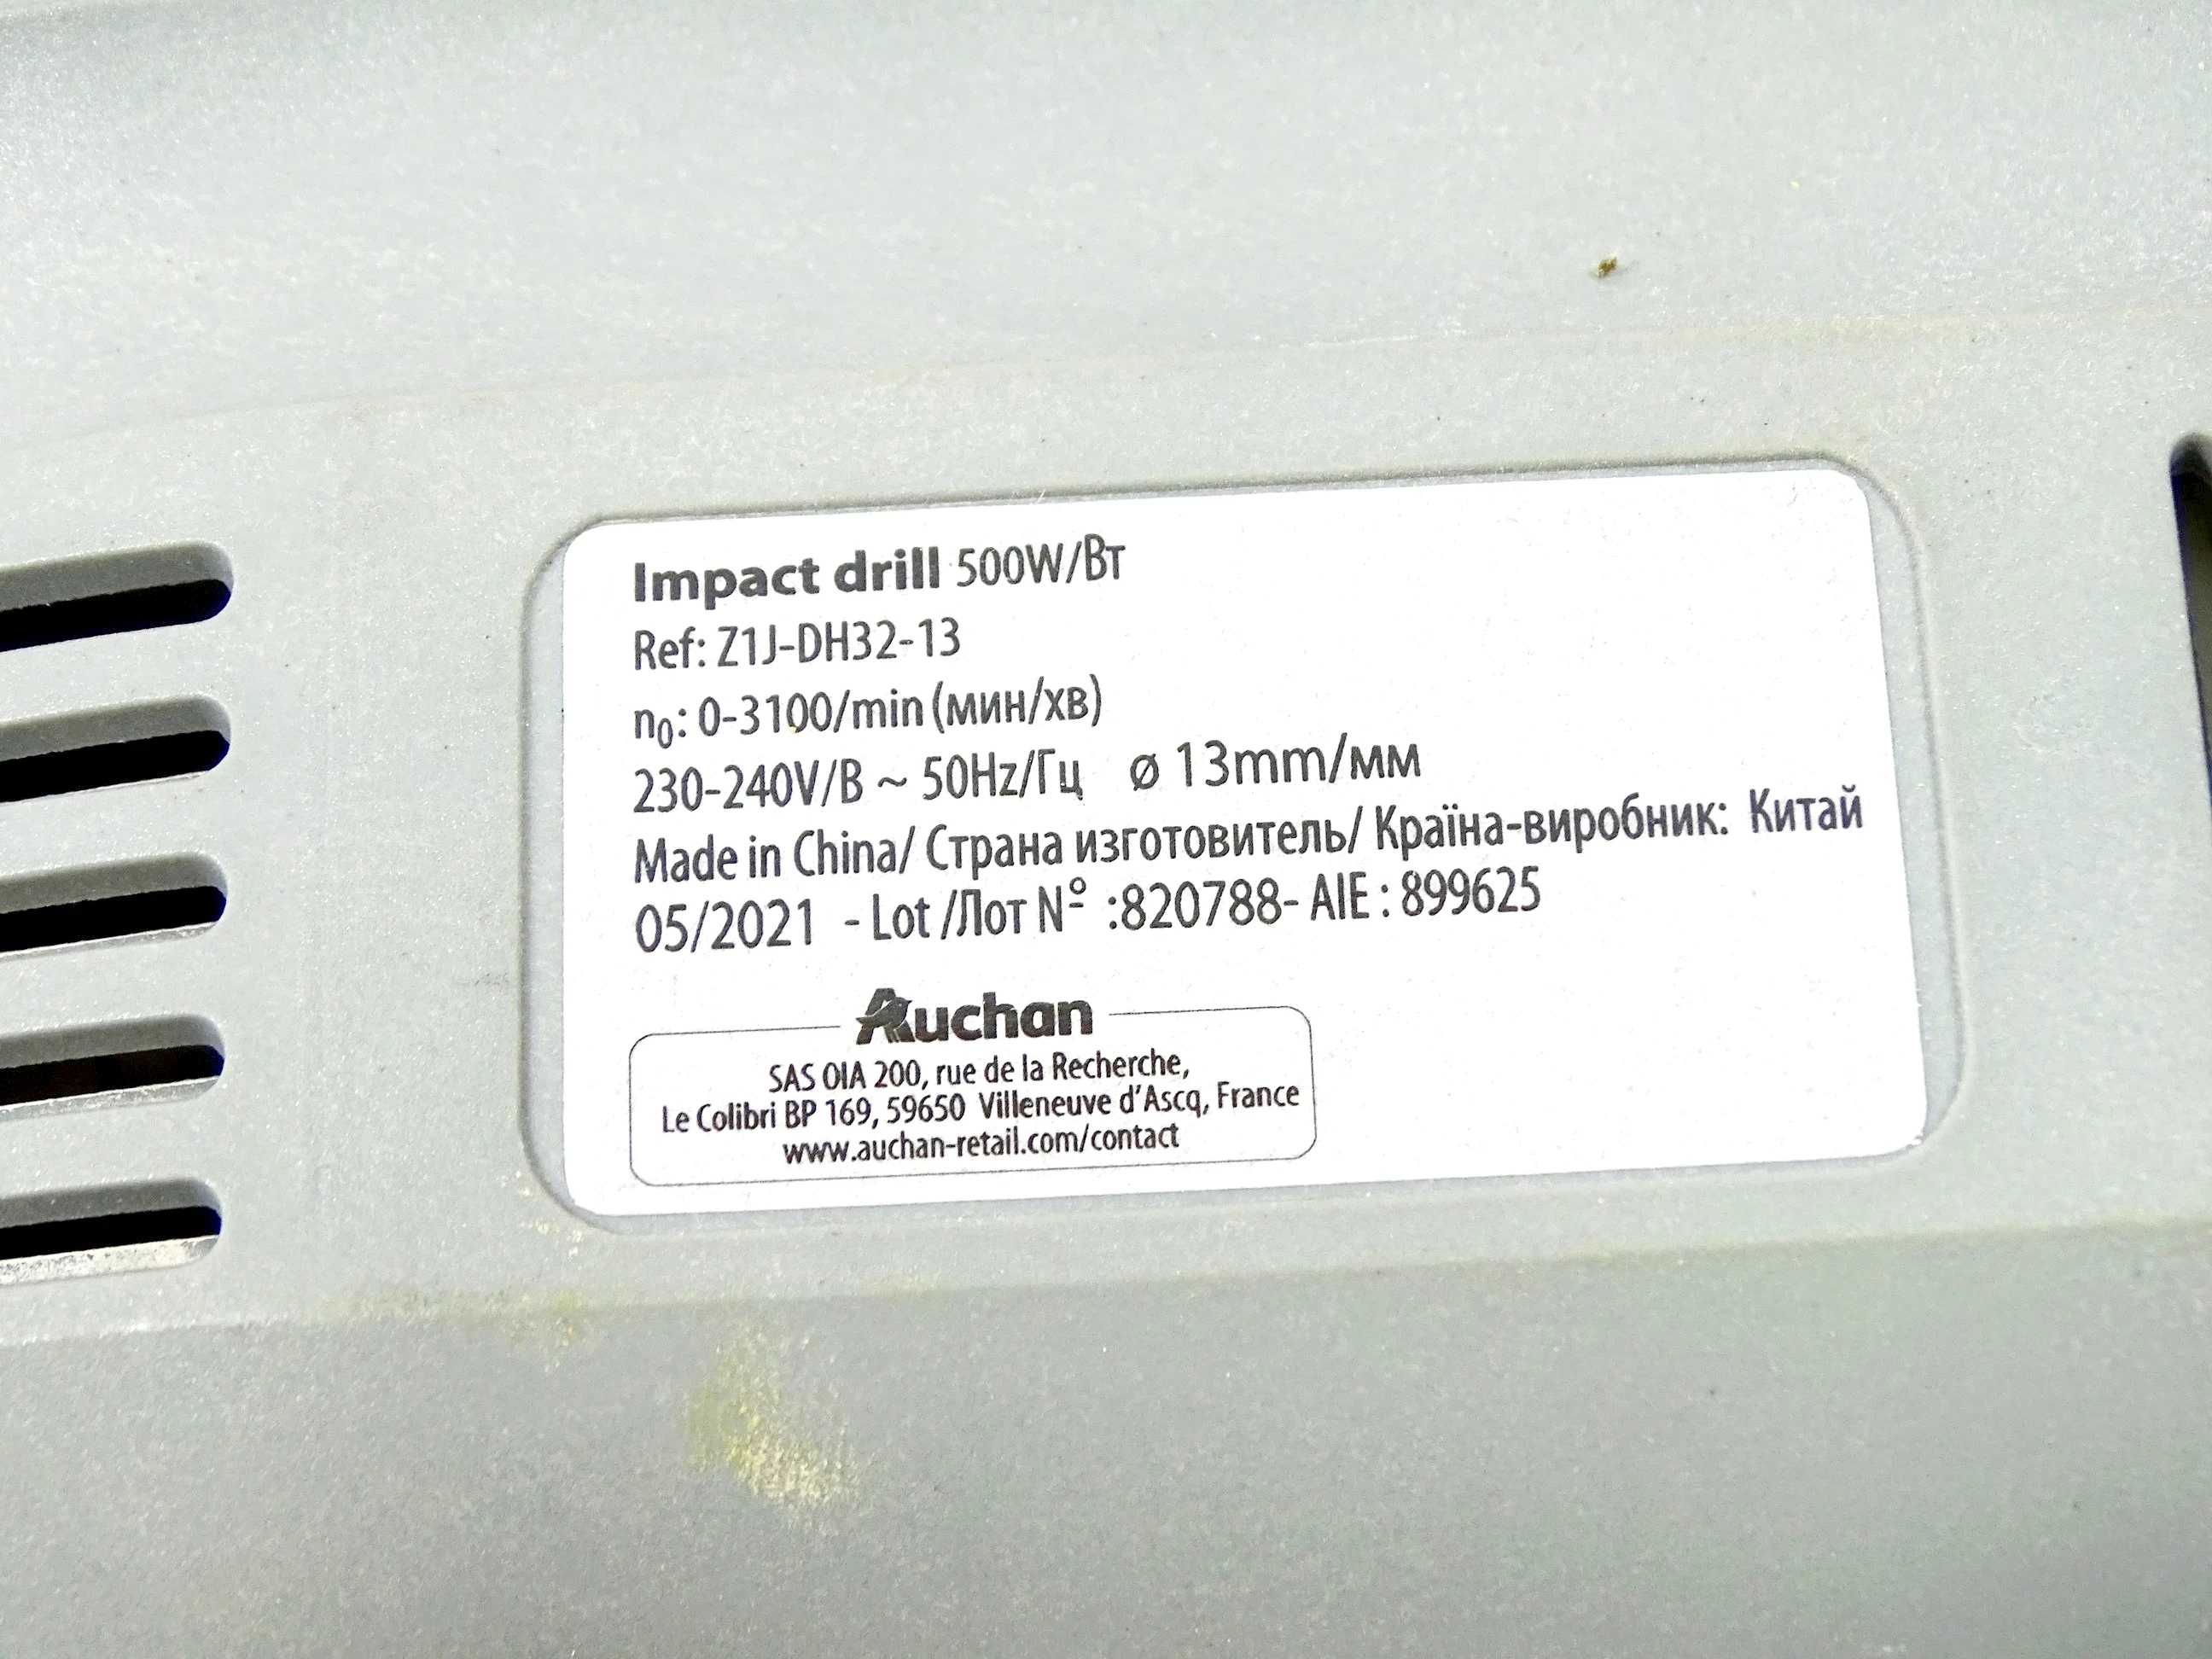 Impact drill 500W/Вт
Ref: Z1J-DH32-13
n₀: 0-3100/min (мин/хв)
230-240V/В ~ 50Hz/Гц ø 13mm/мм
Made in China/ Страна изготовитель/ Країна-виробник: Китай
05/2021 - Lot /Лот Nº :820788- AIE : 899625
Auchan
SAS OIA 200, rue de la Recherche,
Le Colibri BP 169, 59650 Villeneuve d'Ascq, France
www.auchan-retail.com/contact